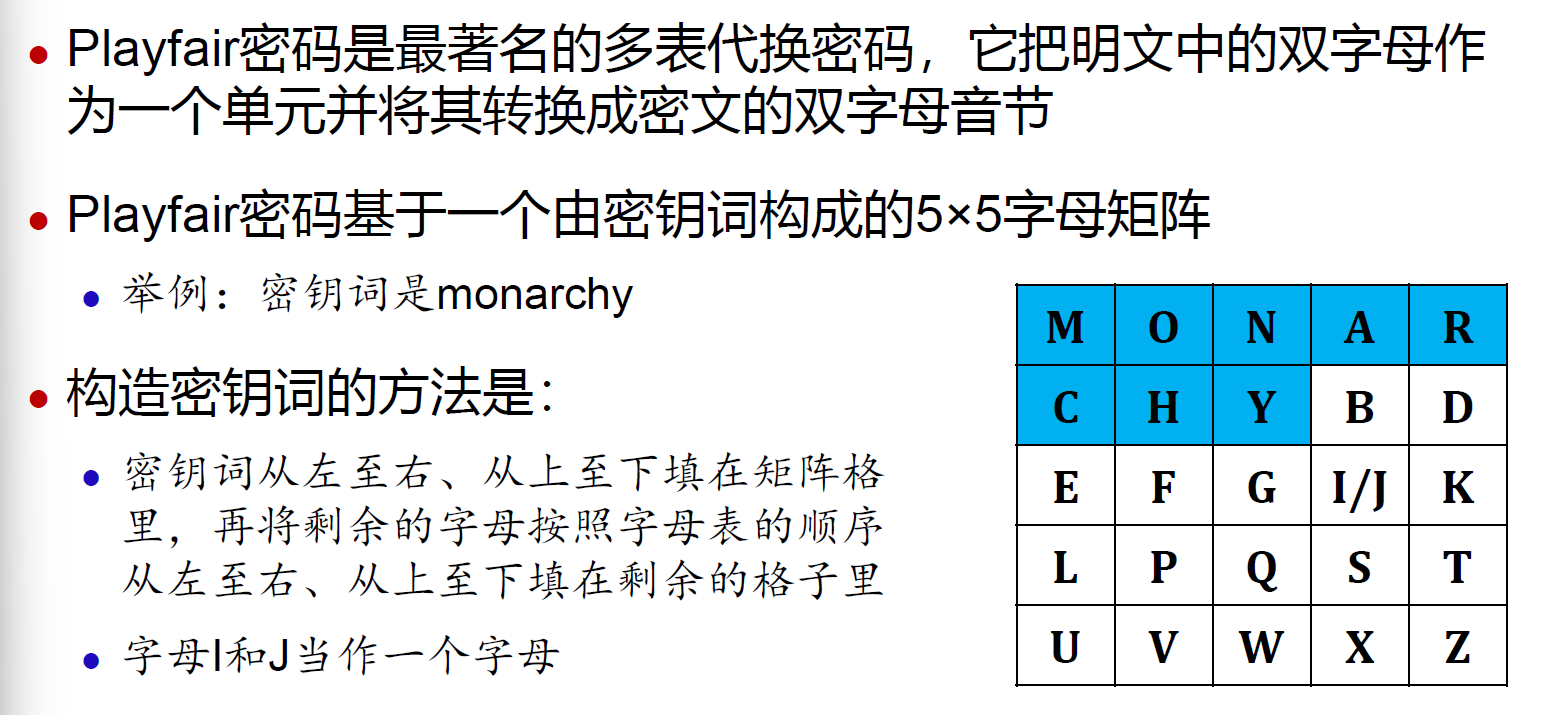 Playfair密码是最著名的多表代换密码，它把明文中的双字母作
为一个单元并将其转换成密文的双字母音节
Playfair密码基于一个由密钥词构成的5×5字母矩阵
举例：密钥词是monarchy
构造密钥词的方法是：
密钥词从左至右、从上至下填在矩阵格
里，再将剩余的字母按照字母表的顺序
从左至右、从上至下填在剩余的格子里
字母I和J当作一个字母
M O N A R
C H Y B D
E F G I/J K
L P Q S T
U V W X Z